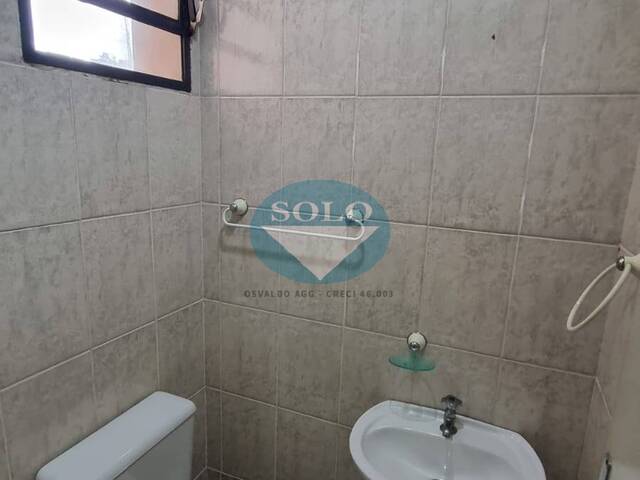 SOLO
OSVALDO AGG - CRECI 46.003